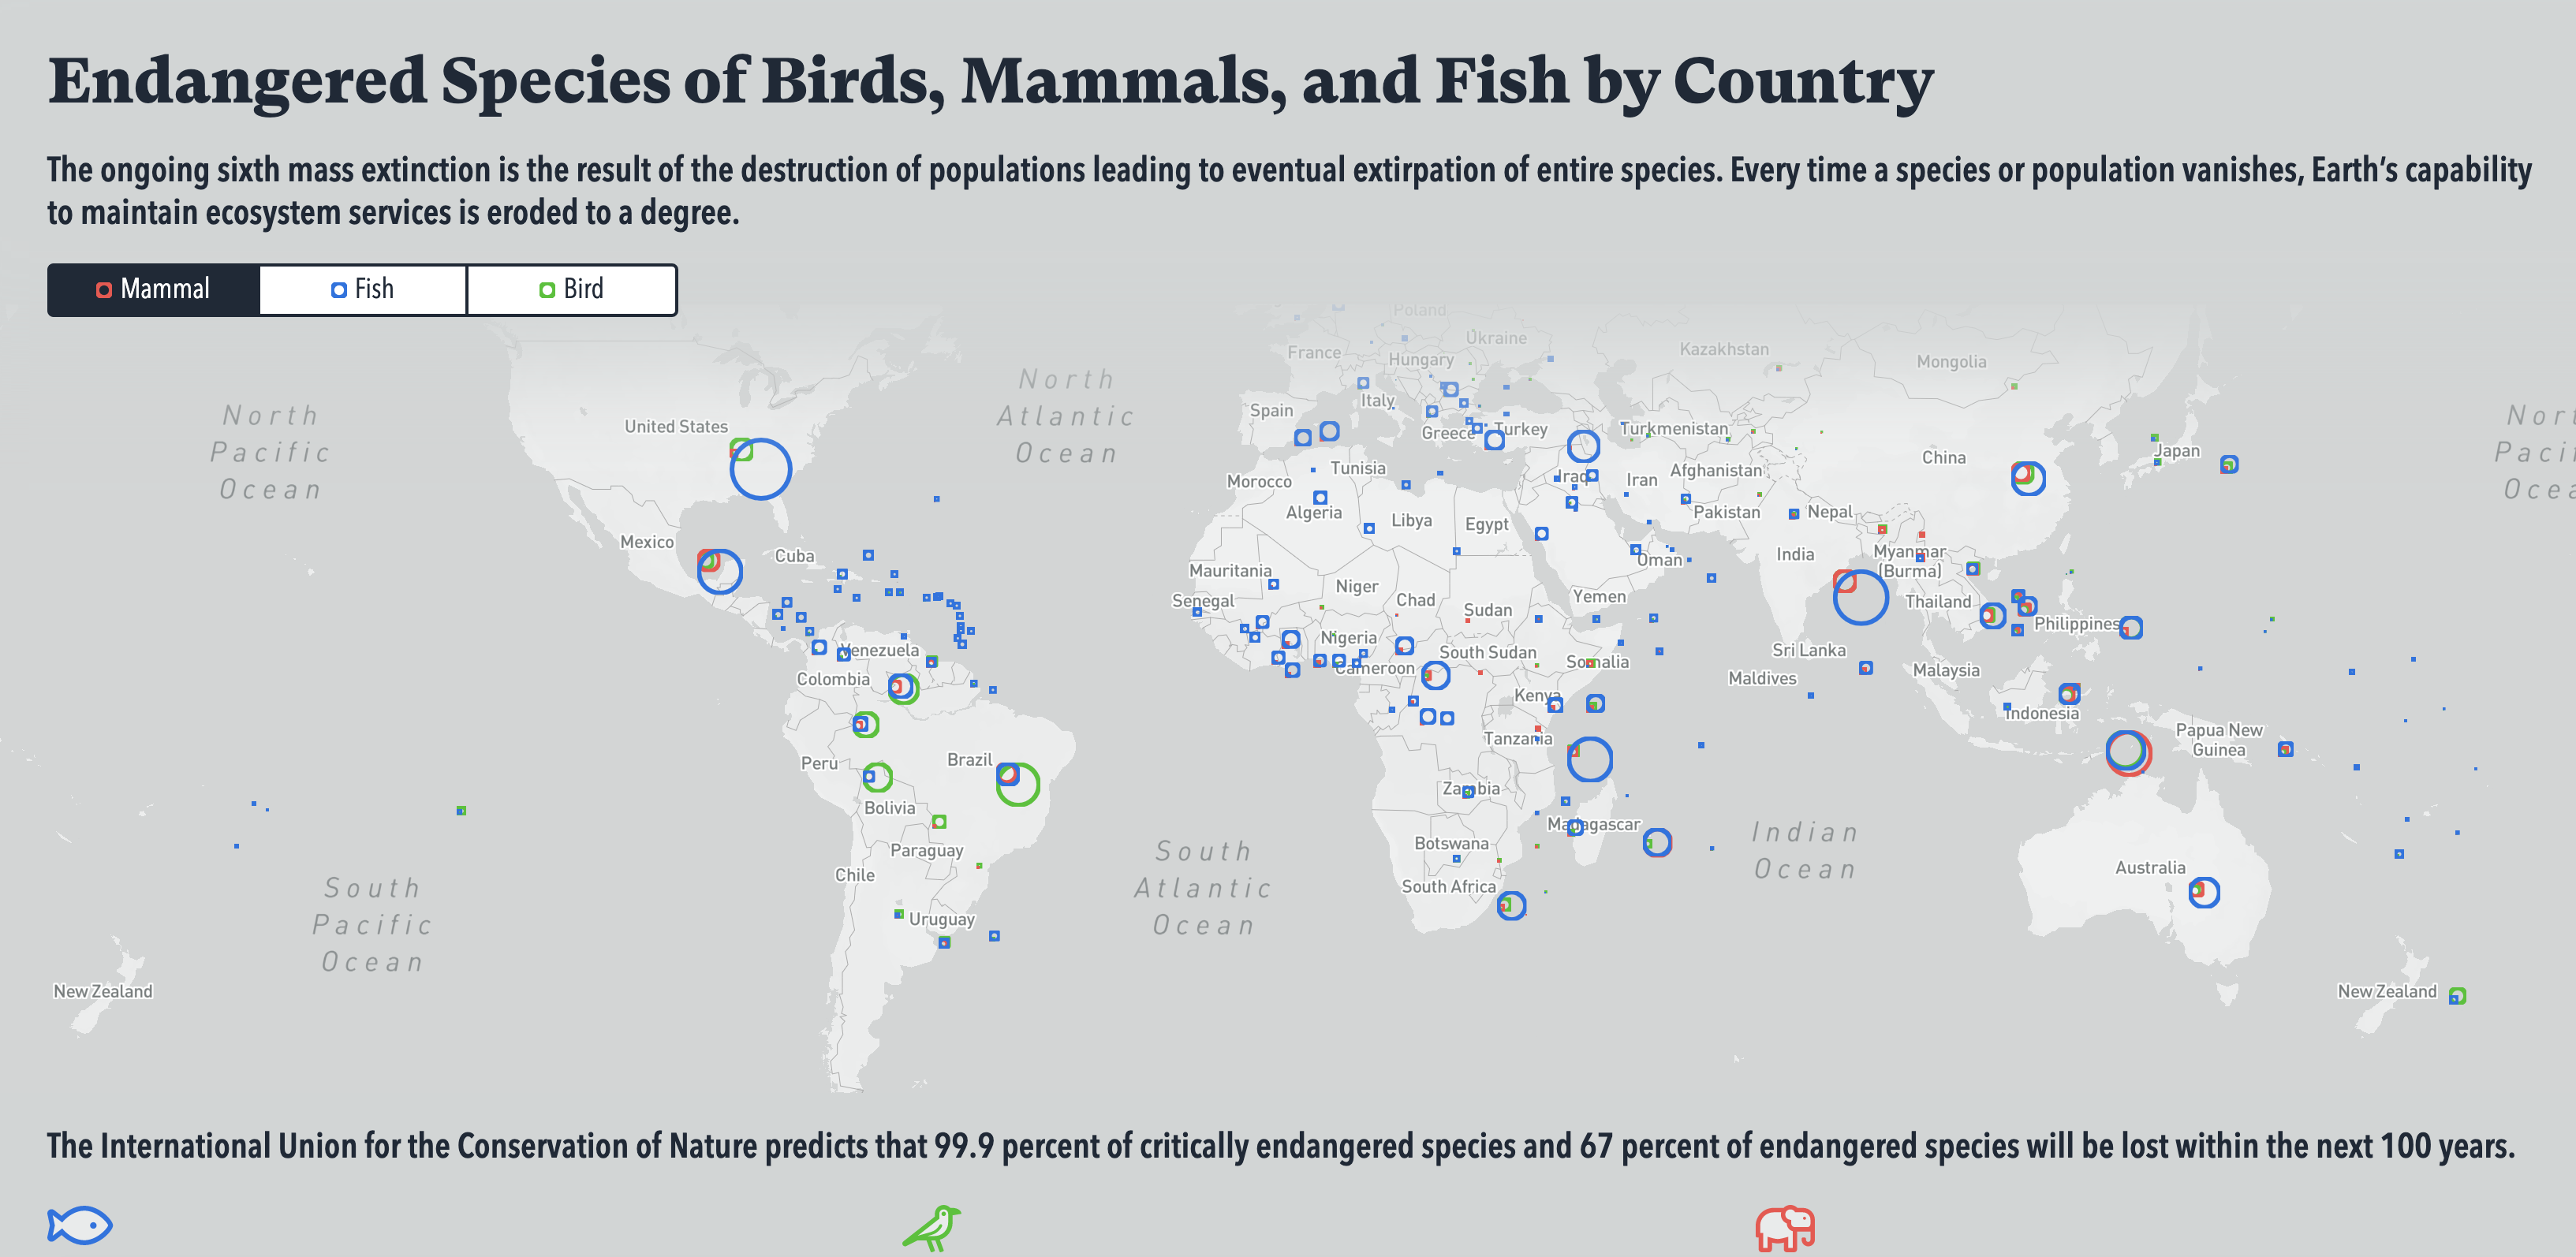 Endangered Species of Birds, Mammals, and Fish by Country
The ongoing sixth mass extinction is the result of the destruction of populations leading to eventual extirpation of entire species. Every time a species or population vanishes, Earth’s capability
to maintain ecosystem services is eroded to a degree.
Mammal
Fish
Bird
Poland
Ukraine
France
Hungary
Kazakhstan
Mongolia
North
Pacific
Ocean
North
Atlantic
Ocean
United States
Spain
Italy
Greece
Turkey
Turkmenistan
Japan
China
Tunisia
Morocco
Iraq
Iran
Afghanistan
Algeria
Libya
Egypt
Pakistan
Nepal
Mexico
Cuba
India
Myanmar
(Burma)
Oman
Mauritania
Niger
Chad
Sudan
Yemen
Senegal
Thailand
Nigeria
Philippines
Venezuela
Cameroon
South Sudan
Somalia
Sri Lanka
Malaysia
Colombia
Maldives
Kenya
Indonesia
Tanzania
Papua New
Guinea
Peru
Brazil
Zambia
Bolivia
Madagascar
Indian
Ocean
Botswana
Paraguay
South
Atlantic
Ocean
Chile
South Africa
Australia
South
Pacific
Ocean
Uruguay
New Zealand
New Zealand
The International Union for the Conservation of Nature predicts that 99.9 percent of critically endangered species and 67 percent of endangered species will be lost within the next 100 years.